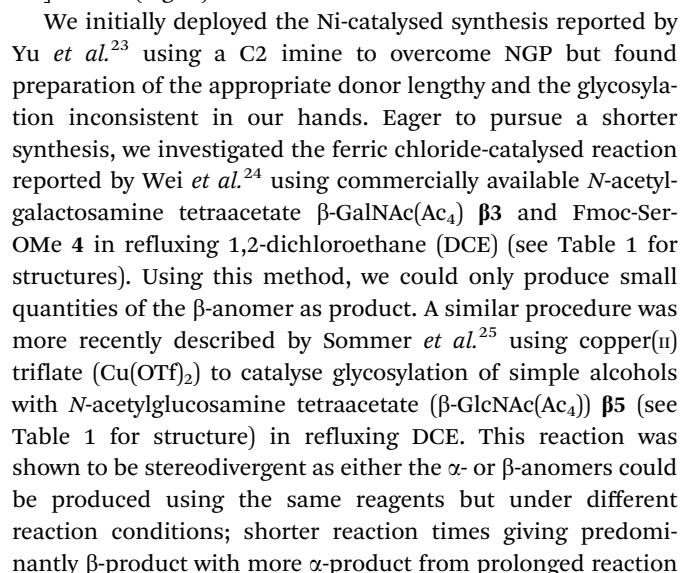 We initially deployed the Ni-catalysed synthesis reported by
Yu et al.23 using a C2 imine to overcome NGP but found
preparation of the appropriate donor lengthy and the glycosyla-
tion inconsistent in our hands. Eager to pursue a shorter
synthesis, we investigated the ferric chloride-catalysed reaction
reported by Wei et al.24 using commercially available N-acetyl-
galactosamine tetraacetate β-GalNAc(Ac4) β3 and Fmoc-Ser-
OMe 4 in refluxing 1,2-dichloroethane (DCE) (see Table 1 for
structures). Using this method, we could only produce small
quantities of the β-anomer as product. A similar procedure was
more recently described by Sommer et al.25 using copper(II)
triflate (Cu(OTf)2) to catalyse glycosylation of simple alcohols
with N-acetylglucosamine tetraacetate (β-GlcNAc(Ac4)) β5 (see
Table 1 for structure) in refluxing DCE. This reaction was
shown to be stereodivergent as either the α- or β-anomers could
be produced using the same reagents but under different
reaction conditions; shorter reaction times giving predomi-
nantly β-product with more α-product from prolonged reaction